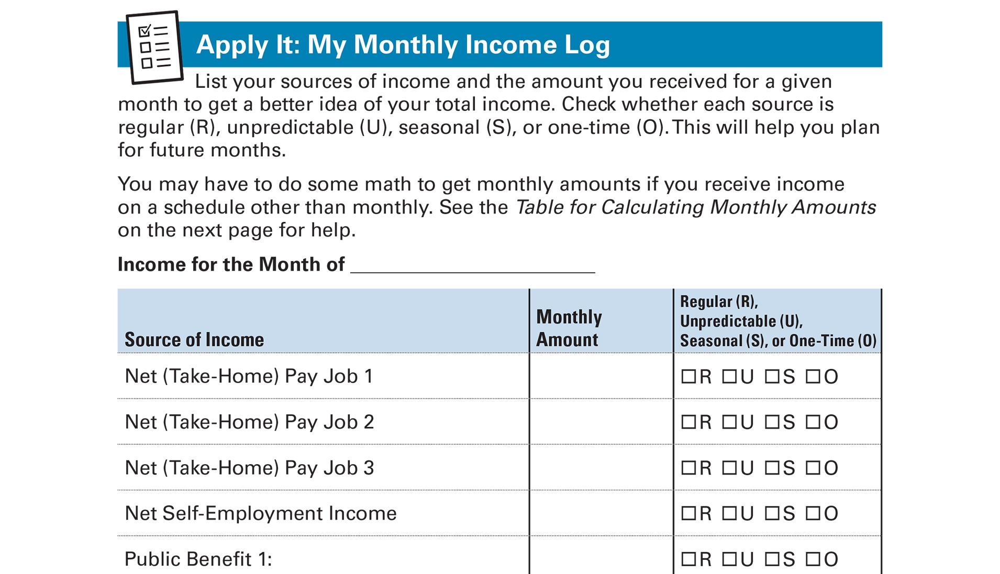 Apply It: My Monthly Income Log
List your sources of income and the amount you received for a given
month to get a better idea of your total income. Check whether each source is
regular (R), unpredictable (U), seasonal (S), or one-time (O). This will help you plan
for future months.
You may have to do some math to get monthly amounts if you receive income
on a schedule other than monthly. See the Table for Calculating Monthly Amounts
on the next page for help.
Income for the Month of
Source of Income
Monthly
Amount
Regular (R),
Unpredictable (U),
Seasonal (S), or One-Time (O)
Net (Take-Home) Pay Job 1 ☐R ☐U ☐S ☐O
Net (Take-Home) Pay Job 2 ☐R ☐U ☐S ☐O
Net (Take-Home) Pay Job 3 ☐R ☐U ☐S ☐O
Net Self-Employment Income ☐R ☐U ☐S ☐O
Public Benefit 1: ☐R ☐U ☐S ☐O